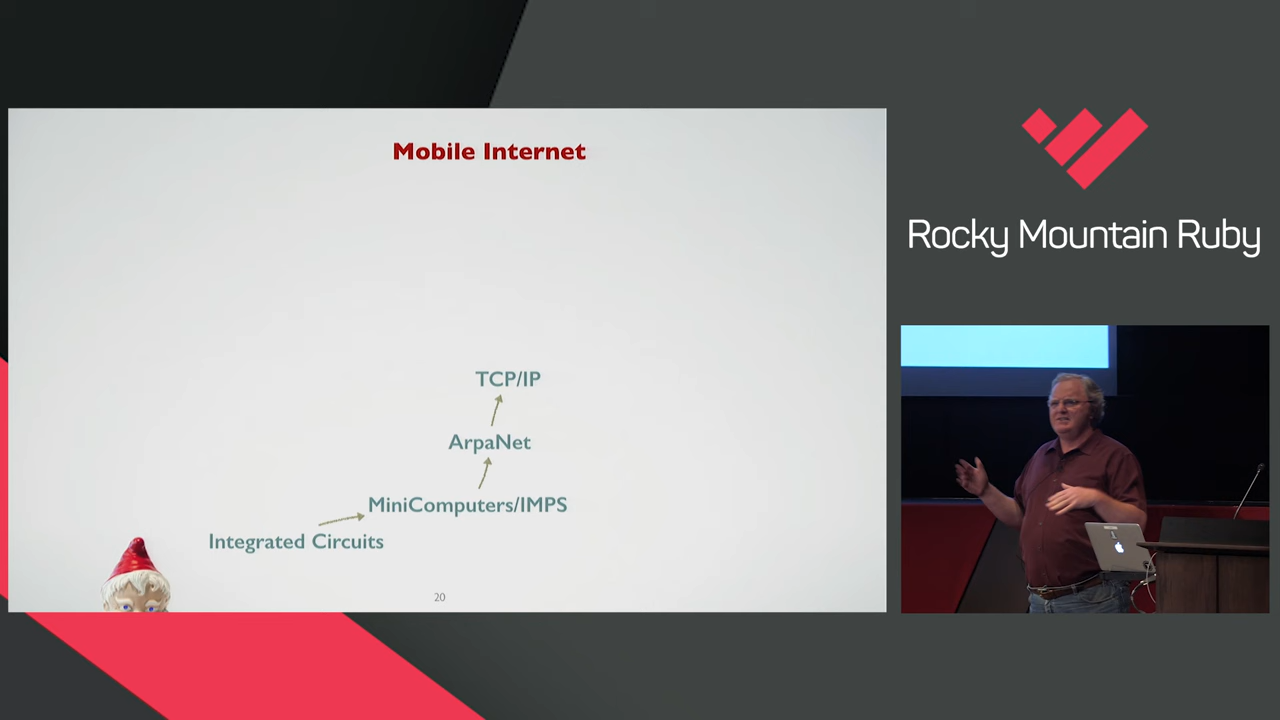 Mobile Internet
TCP/IP
ArpaNet
MiniComputers/IMPS
Integrated Circuits
20
Rocky Mountain Ruby